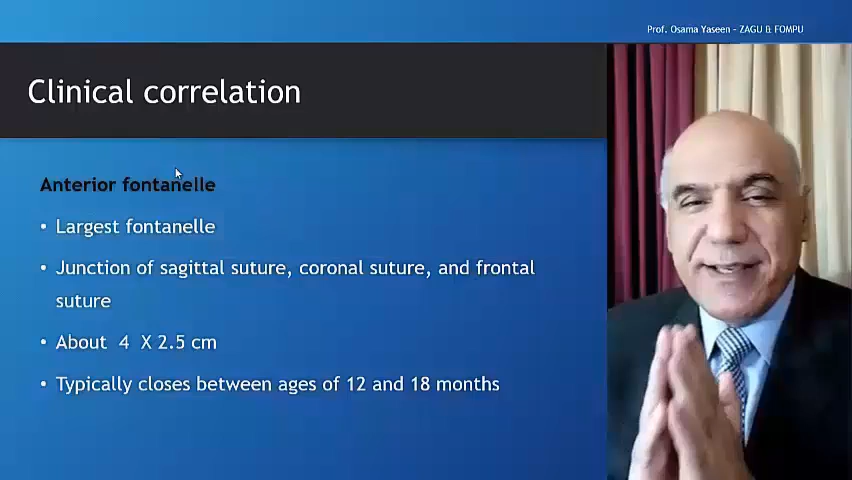 Prof. Osama Yaseen - ZAGU & FOMPU
Clinical correlation
Anterior fontanelle
• Largest fontanelle
• Junction of sagittal suture, coronal suture, and frontal
suture
• About 4 X 2.5 cm
• Typically closes between ages of 12 and 18 months